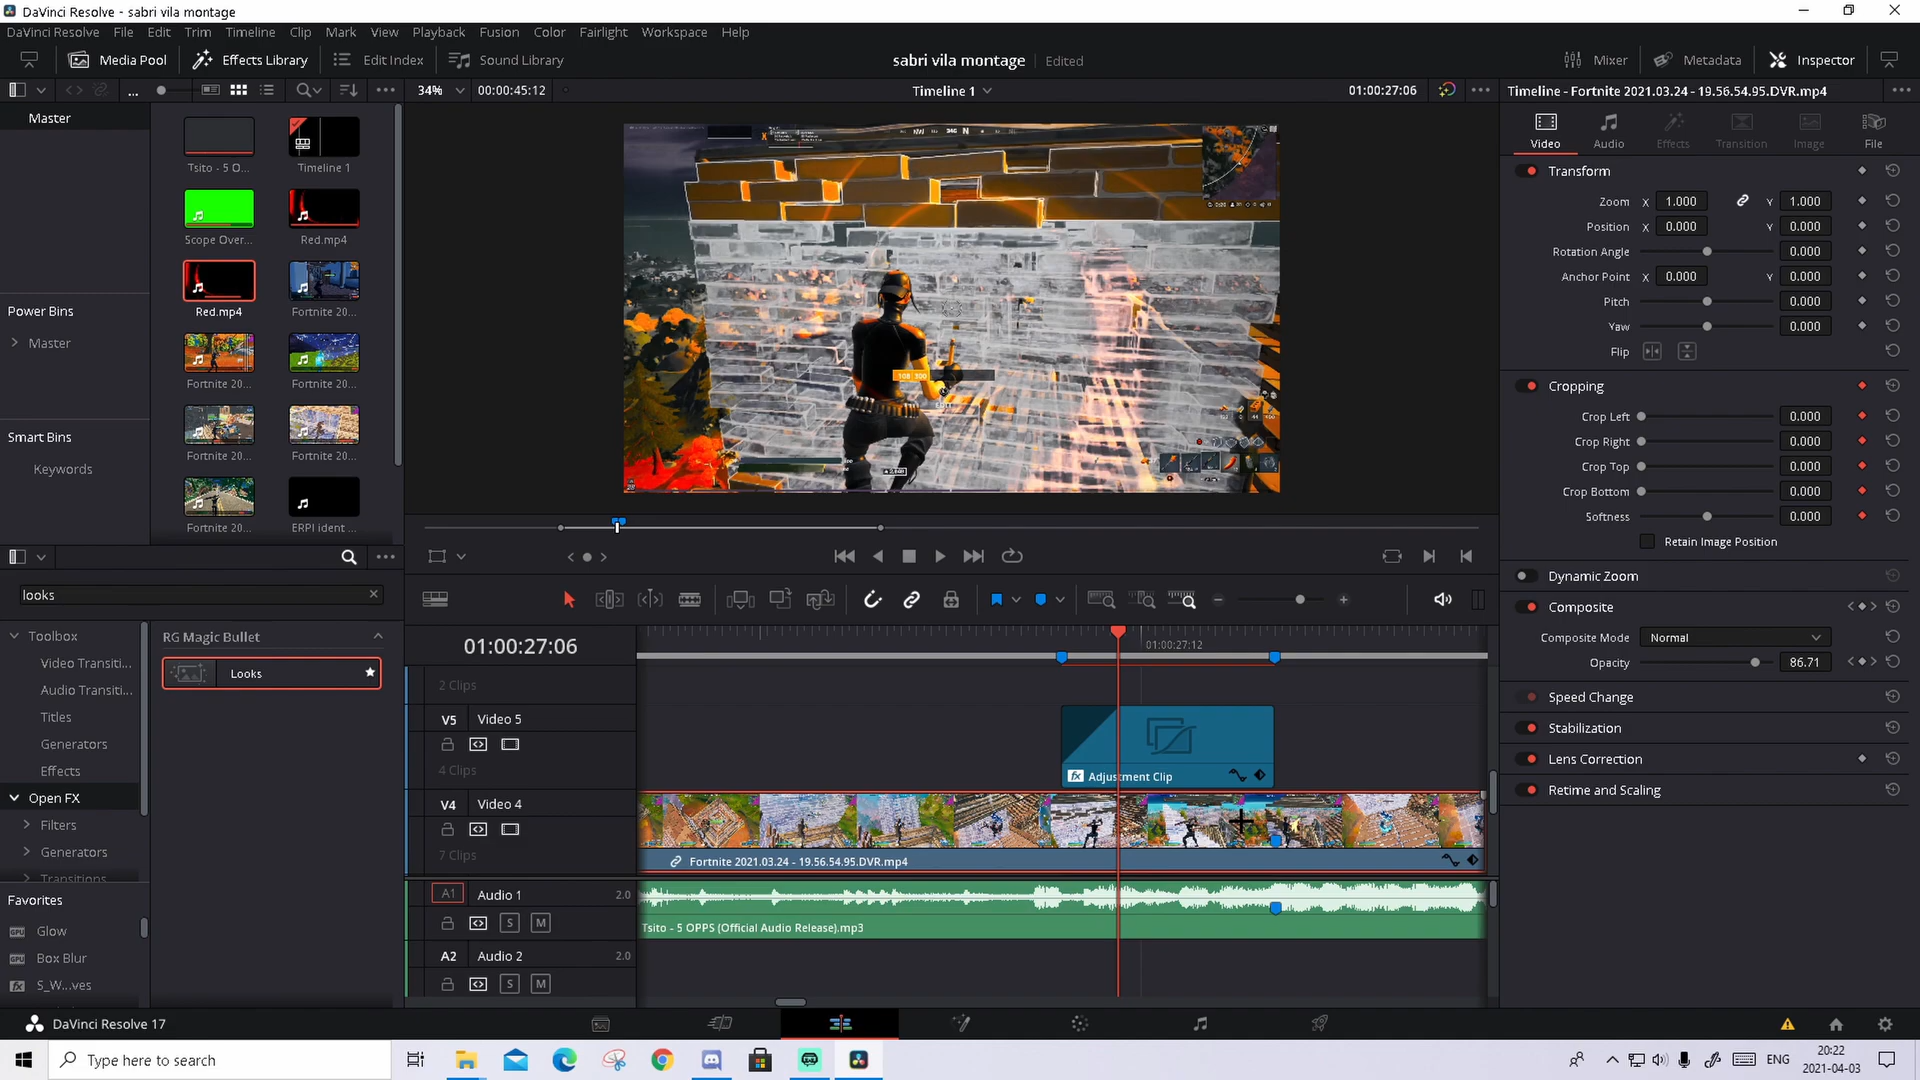 DaVinci Resolve - sabri vila montage
DaVinci Resolve File Edit Trim Timeline Clip Mark View Playback Fusion Color Fairlight Workspace Help
Media Pool Effects Library Edit Index Sound Library sabri vila montage Edited Mixer Metadata Inspector
... 34% 00:00:45:12 Timeline 1 01:00:27:06 Timeline - Fortnite 2021.03.24 - 19.56.54.95.DVR.mp4
Master
Video Audio Effects Transition Image File
Tsito - 5 O... Timeline 1
Transform
Zoom X 1.000 Y 1.000
Scope Over... Red.mp4
Position X 0.000 Y 0.000
Rotation Angle 0.000
Anchor Point X 0.000 Y 0.000
Power Bins
Red.mp4 Fortnite 20...
Pitch 0.000
Yaw 0.000
Master
Flip
Fortnite 20... Fortnite 20...
Cropping
Crop Left 0.000
Smart Bins
Crop Right 0.000
Fortnite 20... Fortnite 20...
Keywords
Crop Top 0.000
Crop Bottom 0.000
Fortnite 20... ERPI ident ...
Softness 0.000
Retain Image Position
Dynamic Zoom
looks
Composite
Toolbox RG Magic Bullet
Composite Mode Normal
01:00:27:06 01:00:27:12
Video Transiti... Looks
Opacity 86.71
Audio Transiti... 2 Clips
Speed Change
Titles V5 Video 5
Stabilization
Generators
Lens Correction
Effects 4 Clips fx Adjustment Clip
Retime and Scaling
Open FX V4 Video 4
Filters
Generators 7 Clips Fortnite 2021.03.24 - 19.56.54.95.DVR.mp4
Transitions
Favorites A1 Audio 1 2.0
Glow S M Tsito - 5 OPPS (Official Audio Release).mp3
Box Blur A2 Audio 2 2.0
fx S_W...ves S M
DaVinci Resolve 17
Type here to search ENG 20:22
2021-04-03